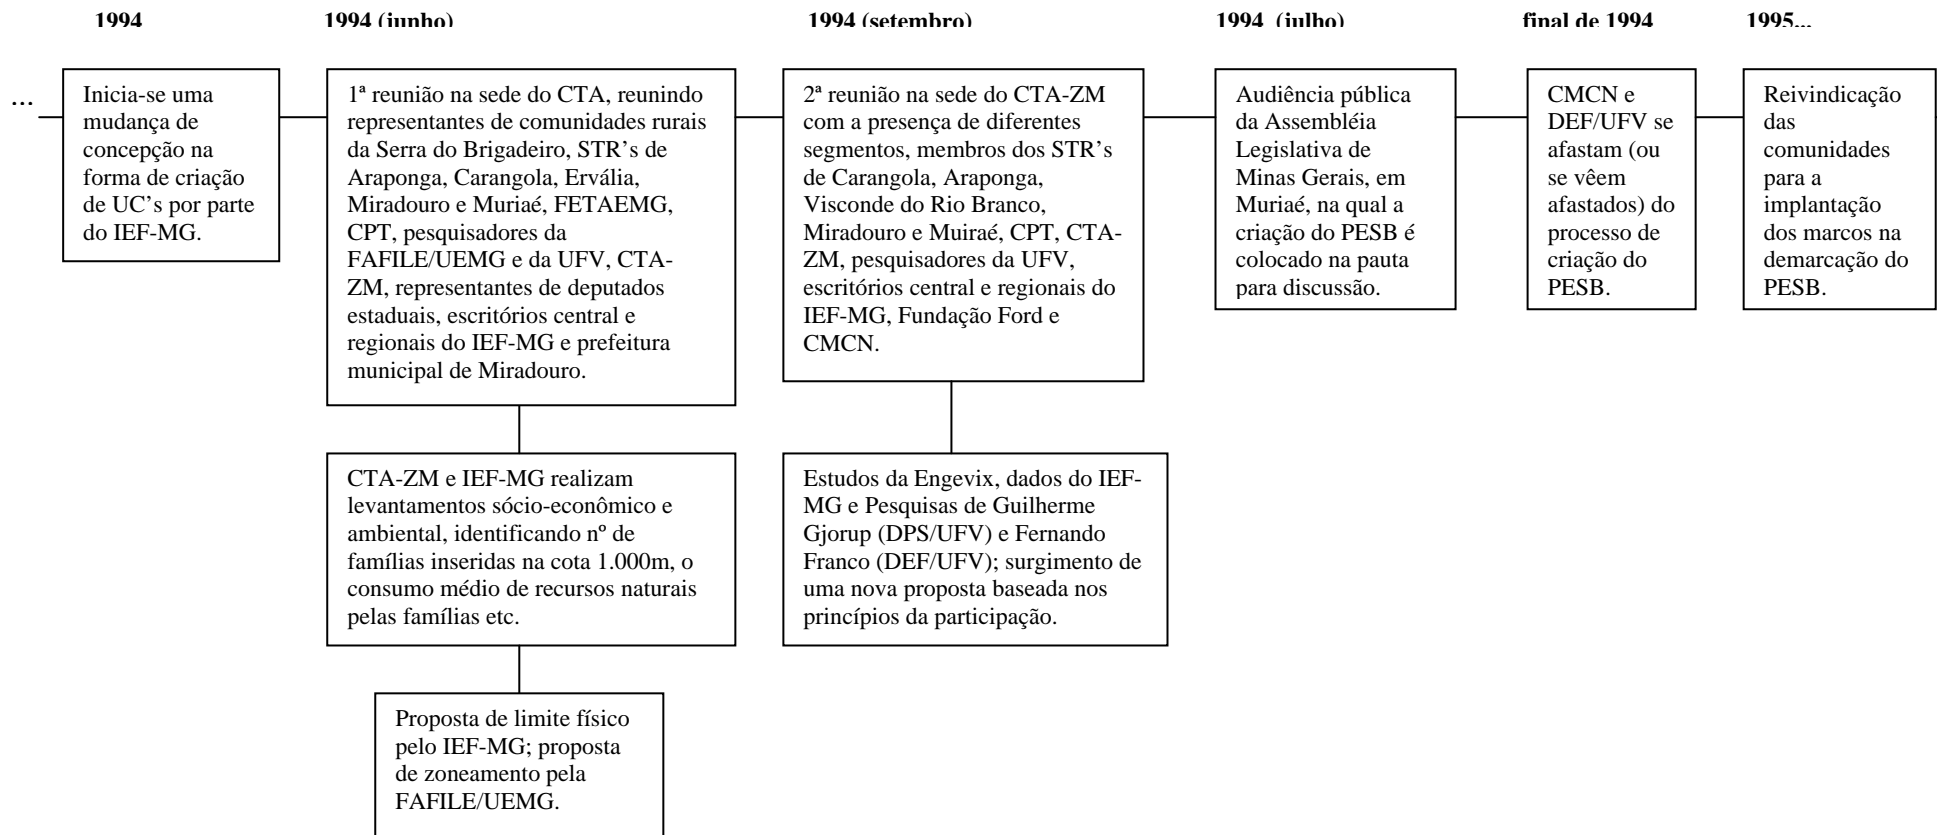 1994
1994 (junho)
1994 (setembro)
1994 (julho)
final de 1994
1995...
...
Inicia-se uma
mudança de
concepção na
forma de criação
de UC's por parte
do IEF-MG.
1ª reunião na sede do CTA, reunindo
representantes de comunidades rurais
da Serra do Brigadeiro, STR's de
Araponga, Carangola, Ervália,
Miradouro e Muriaé, FETAEMG,
CPT, pesquisadores da
FAFILE/UEMG e da UFV, CTA-
ZM, representantes de deputados
estaduais, escritórios central e
regionais do IEF-MG e prefeitura
municipal de Miradouro.
2ª reunião na sede do CTA-ZM
com a presença de diferentes
segmentos, membros dos STR's
de Carangola, Araponga,
Visconde do Rio Branco,
Miradouro e Muiraé, CPT, CTA-
ZM, pesquisadores da UFV,
escritórios central e regionais do
IEF-MG, Fundação Ford e
CMCN.
Audiência pública
da Assembléia
Legislativa de
Minas Gerais, em
Muriaé, na qual a
criação do PESB é
colocado na pauta
para discussão.
CMCN e
DEF/UFV se
afastam (ou
se vêem
afastados) do
processo de
criação do
PESB.
Reivindicação
das
comunidades
para a
implantação
dos marcos na
demarcação do
PESB.
CTA-ZM e IEF-MG realizam
levantamentos sócio-econômico e
ambiental, identificando nº de
famílias inseridas na cota 1.000m, o
consumo médio de recursos naturais
pelas famílias etc.
Estudos da Engevix, dados do IEF-
MG e Pesquisas de Guilherme
Gjorup (DPS/UFV) e Fernando
Franco (DEF/UFV); surgimento de
uma nova proposta baseada nos
princípios da participação.
Proposta de limite físico
pelo IEF-MG; proposta
de zoneamento pela
FAFILE/UEMG.